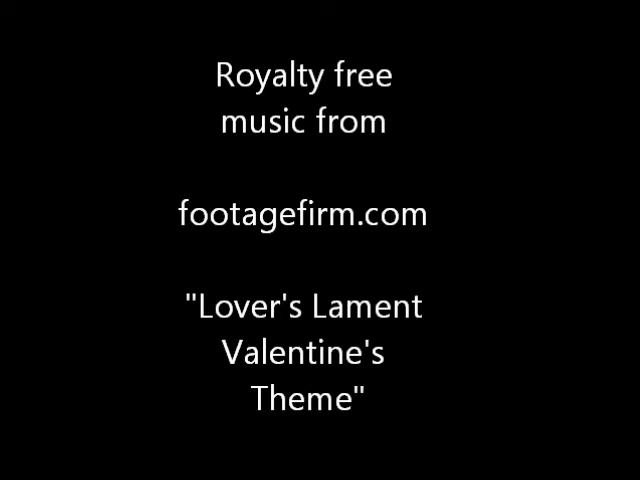 Royalty free
music from
footagefirm.com
"Lover's Lament
Valentine's
Theme"